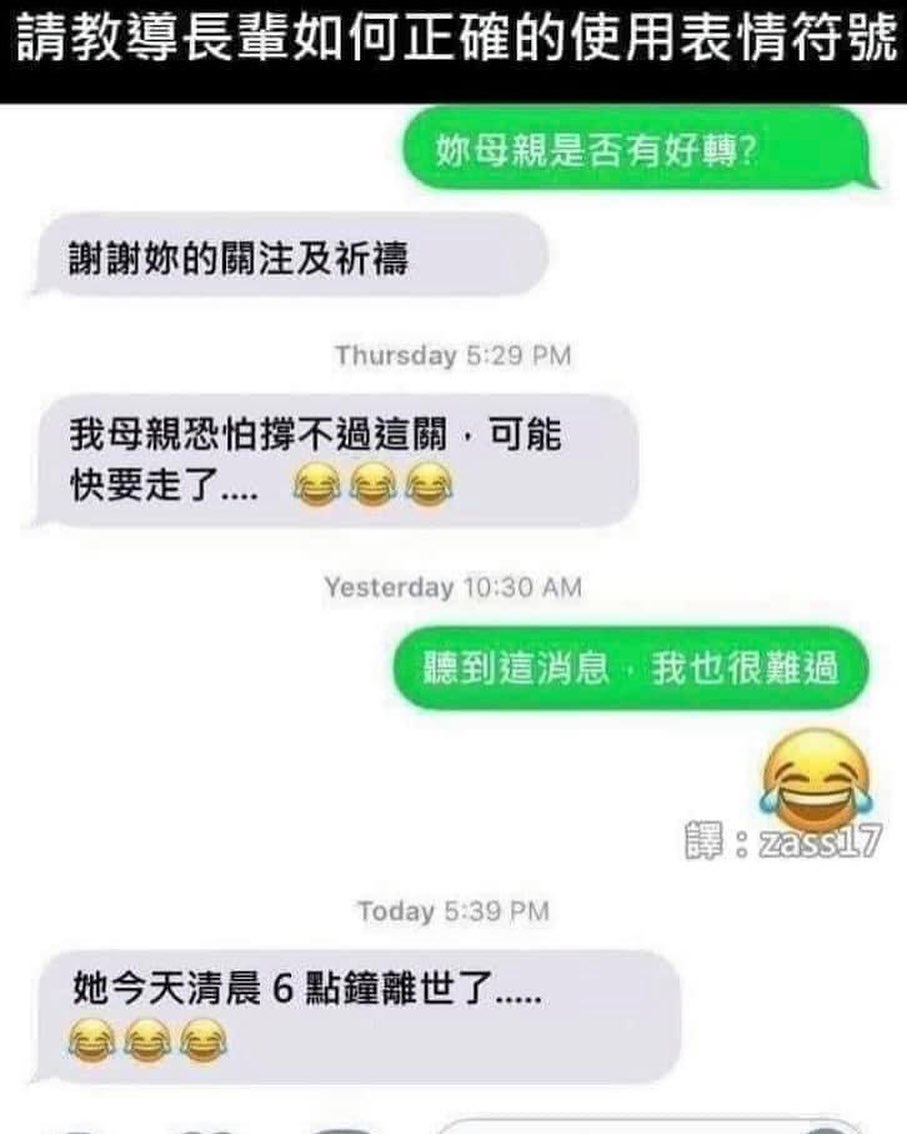 請教導長輩如何正確的使用表情符號
妳母親是否有好轉?
謝謝妳的關注及祈禱
Thursday 5:29 PM
我母親恐怕撐不過這關，可能
快要走了.... 😂😂😂
Yesterday 10:30 AM
聽到這消息，我也很難過
😂
譯：zass17
Today 5:39 PM
她今天清晨 6 點鐘離世了.....
😂😂😂